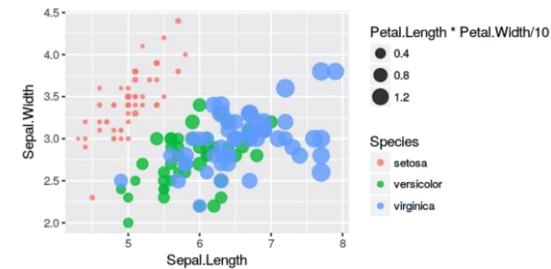 4.5
4.0
3.5
3.0
2.5
2.0
Sepal.Width
5 6 7 8
Sepal.Length
Petal.Length * Petal.Width/10
0.4
0.8
1.2
Species
setosa
versicolor
virginica